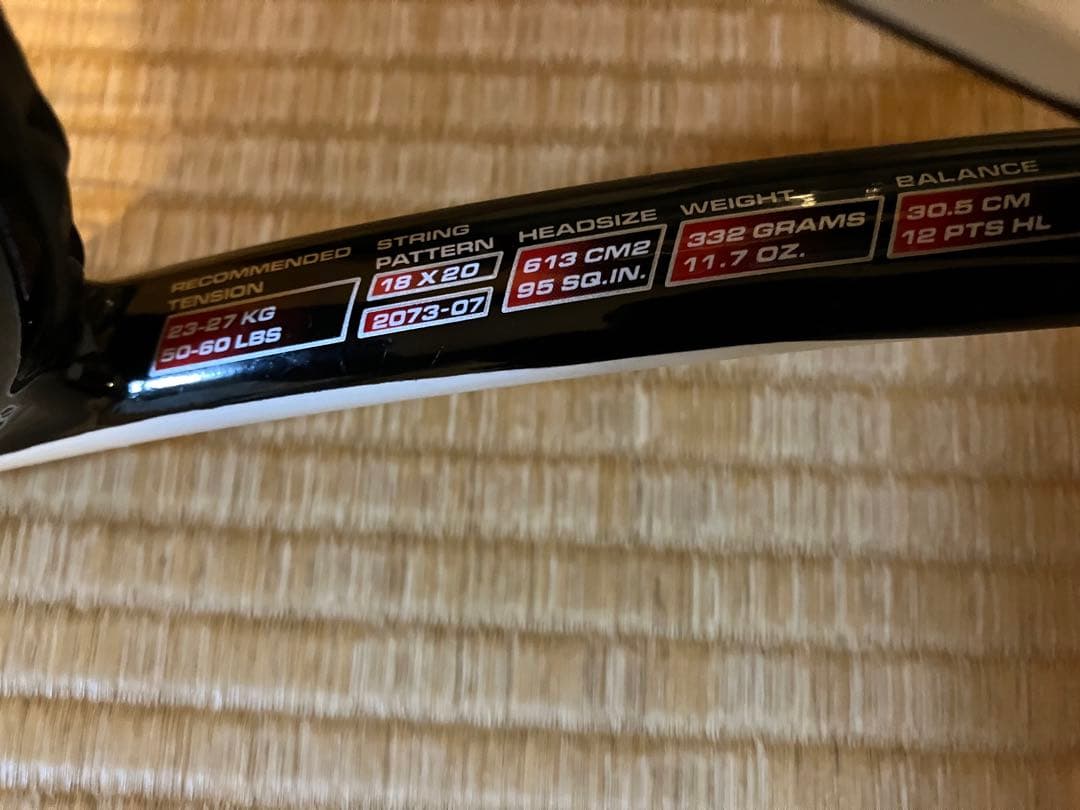 RECOMMENDED
TENSION
23-27 KG
50-60 LBS
STRING
PATTERN
18 X 20
2073-07
HEADSIZE
613 CM2
95 SQ.IN.
WEIGHT
332 GRAMS
11.7 OZ.
BALANCE
30.5 CM
12 PTS HL